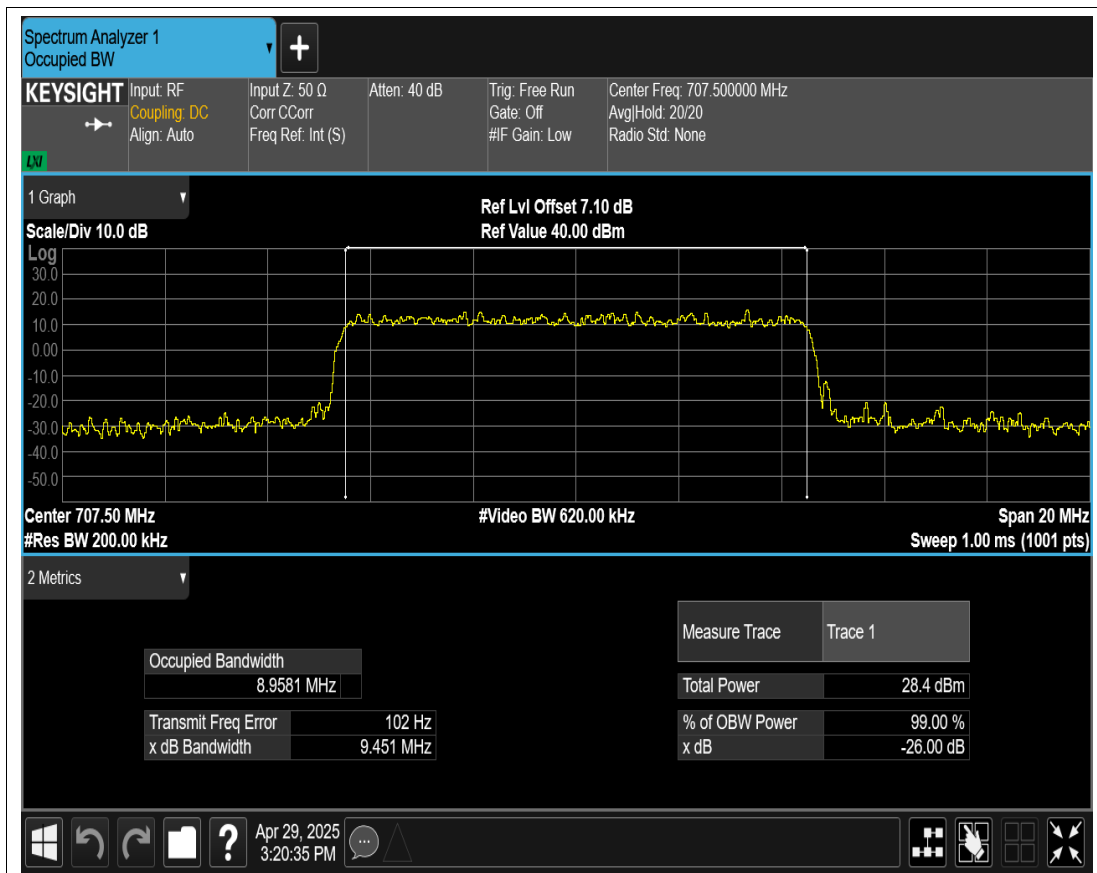 Spectrum Analyzer 1
Occupied BW
+
KEYSIGHT
LXI
Input: RF
Coupling: DC
Align: Auto
Input Z: 50 Ω
Corr CCorr
Freq Ref: Int (S)
Atten: 40 dB
Trig: Free Run
Gate: Off
#IF Gain: Low
Center Freq: 707.500000 MHz
Avg|Hold: 20/20
Radio Std: None
1 Graph
Scale/Div 10.0 dB
Ref Lvl Offset 7.10 dB
Ref Value 40.00 dBm
Log
30.0
20.0
10.0
0.00
-10.0
-20.0
-30.0
-40.0
-50.0
Center 707.50 MHz
#Video BW 620.00 kHz
Span 20 MHz
#Res BW 200.00 kHz
Sweep 1.00 ms (1001 pts)
2 Metrics
Measure Trace Trace 1
Occupied Bandwidth
8.9581 MHz
Total Power 28.4 dBm
Transmit Freq Error 102 Hz
% of OBW Power 99.00 %
x dB Bandwidth 9.451 MHz
x dB -26.00 dB
?
Apr 29, 2025
3:20:35 PM